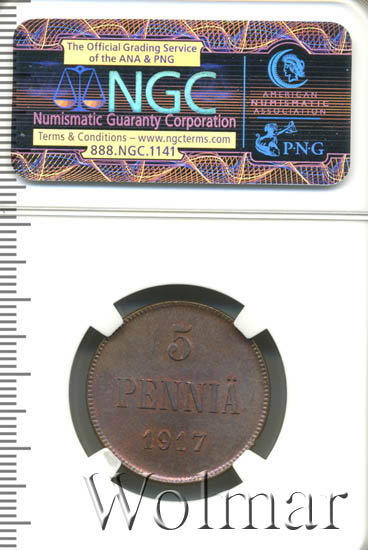 The Official Grading Service
of the ANA & PNG
NGC
Numismatic Guaranty Corporation
Terms & Conditions – www.ngcterms.com
888.NGC.1141
AMERICAN
NUMISMATIC
ASSOCIATION
P·N·G
5
PENNIÄ
1917
Wolmar